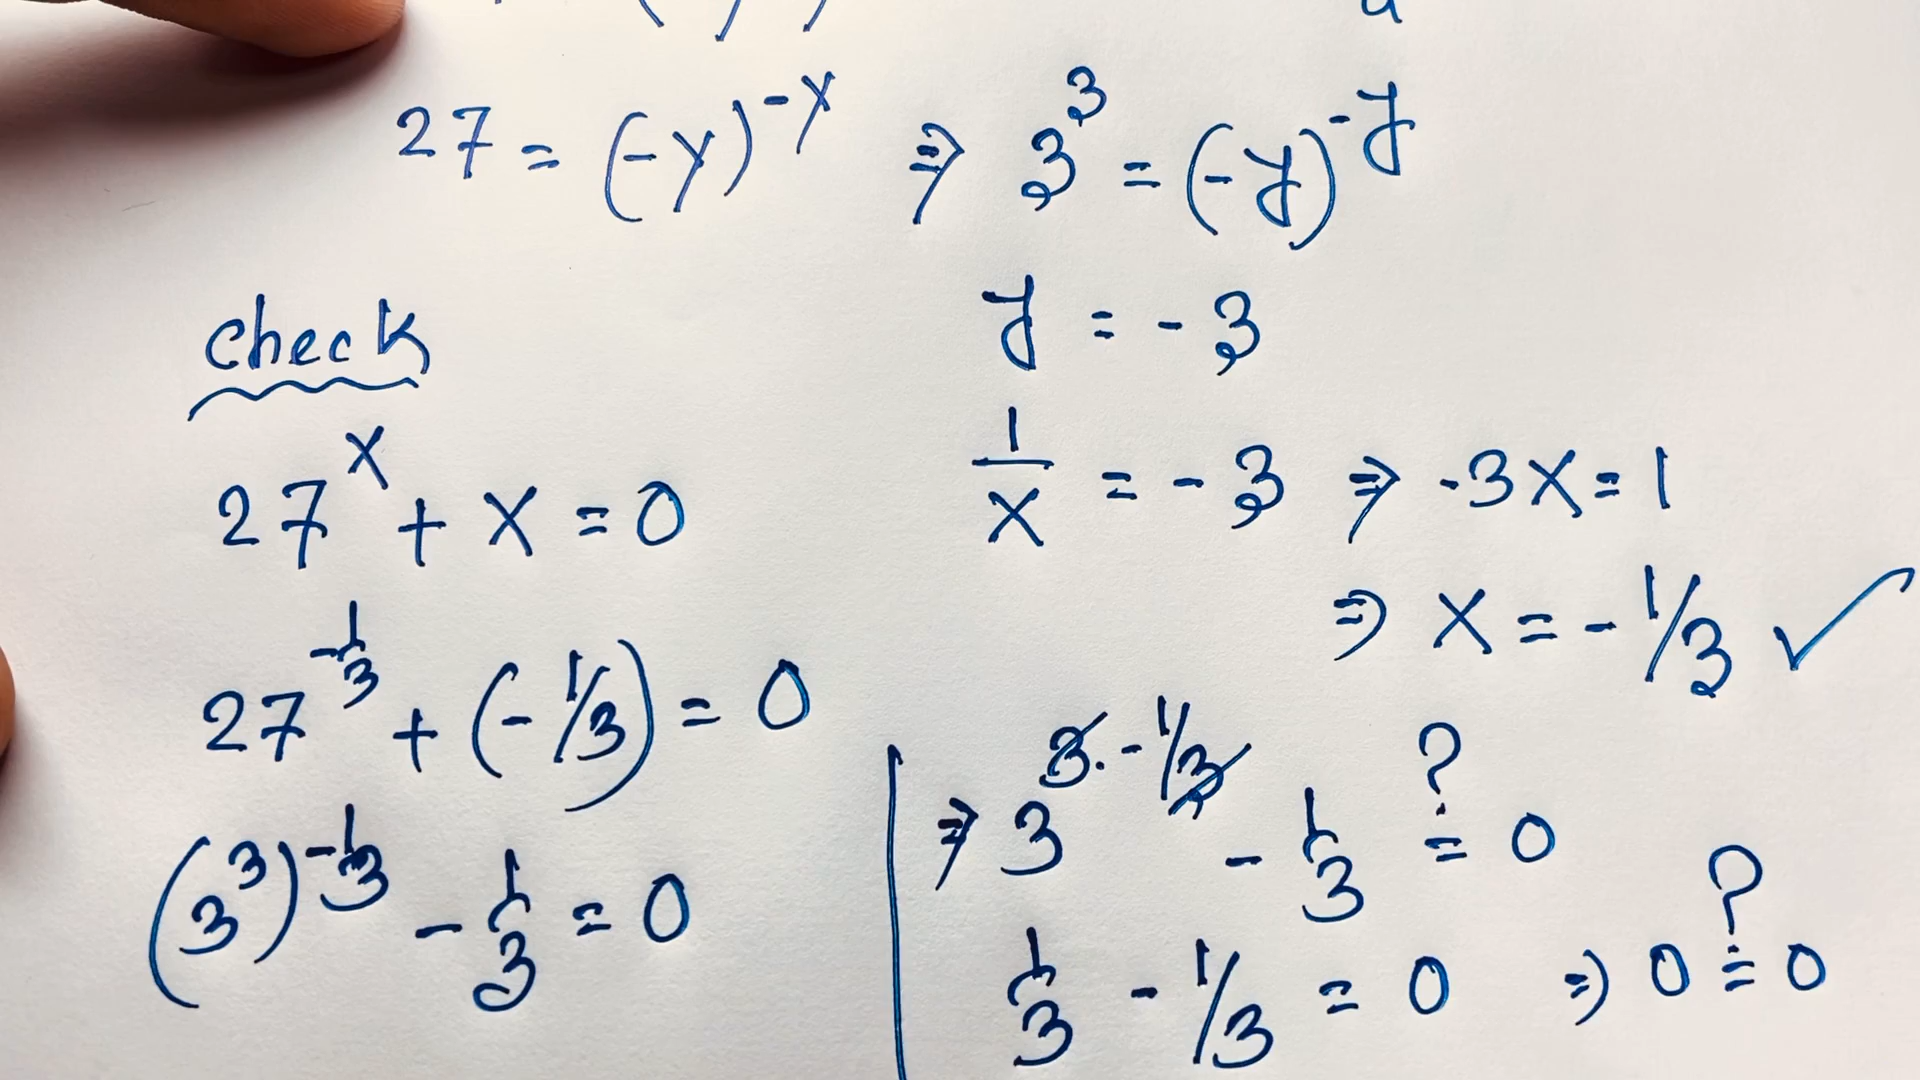 27 = (-y)^{-y} ⇒ 3^3 = (-y)^{-y}
y = -3
1/x = -3 ⇒ -3x = 1
⇒ x = -1/3 ✓
check
27^x + x = 0
27^{-1/3} + (-1/3) = 0
(3^3)^{-1/3} - 1/3 = 0
⇒ 3^{3·-1/3} - 1/3 ?= 0
1/3 - 1/3 = 0 ⇒ 0 ?= 0